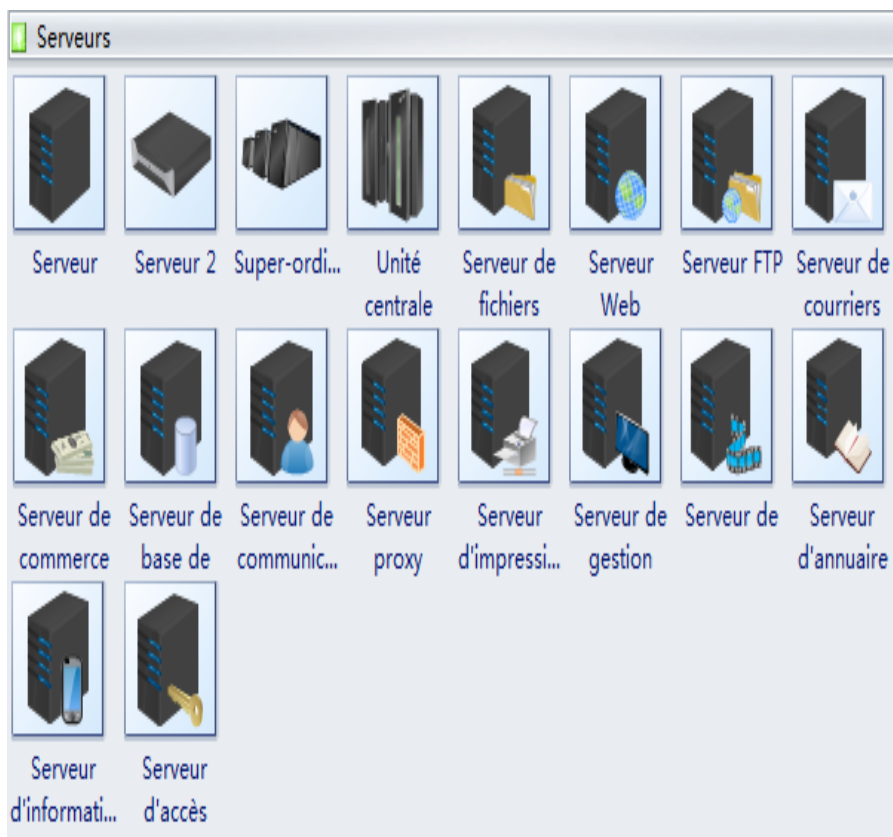 Serveurs
Serveur
Serveur 2
Super-ordi...
Unité
centrale
Serveur de
fichiers
Serveur
Web
Serveur FTP
Serveur de
courriers
Serveur de
commerce
Serveur de
base de
Serveur de
communic...
Serveur
proxy
Serveur
d'impressi...
Serveur de
gestion
Serveur de
Serveur
d'annuaire
Serveur
d'informati...
Serveur
d'accès